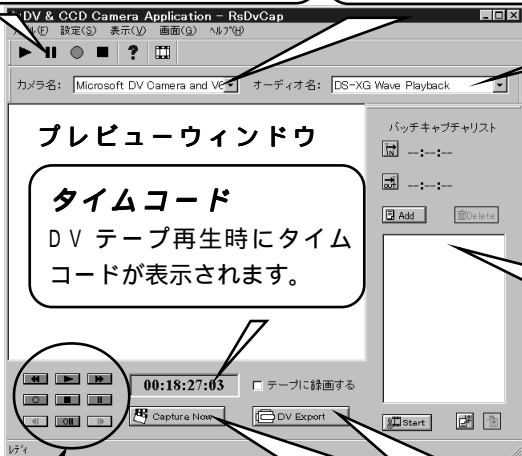 DV & CCD Camera Application - RsDvCap
ル(F) 設定(S) 表示(V) 画面(G) ヘルプ(H)
カメラ名: Microsoft DV Camera and VC オーディオ名: DS-XG Wave Playback
プレビューウィンドウ
バッチキャプチャリスト
IN --:--:--
OUT --:--:--
Add Delete
タイムコード
DV テープ再生時にタイム
コードが表示されます。
00:18:27:03 テープに録画する
Capture Now DV Export Start
レディ